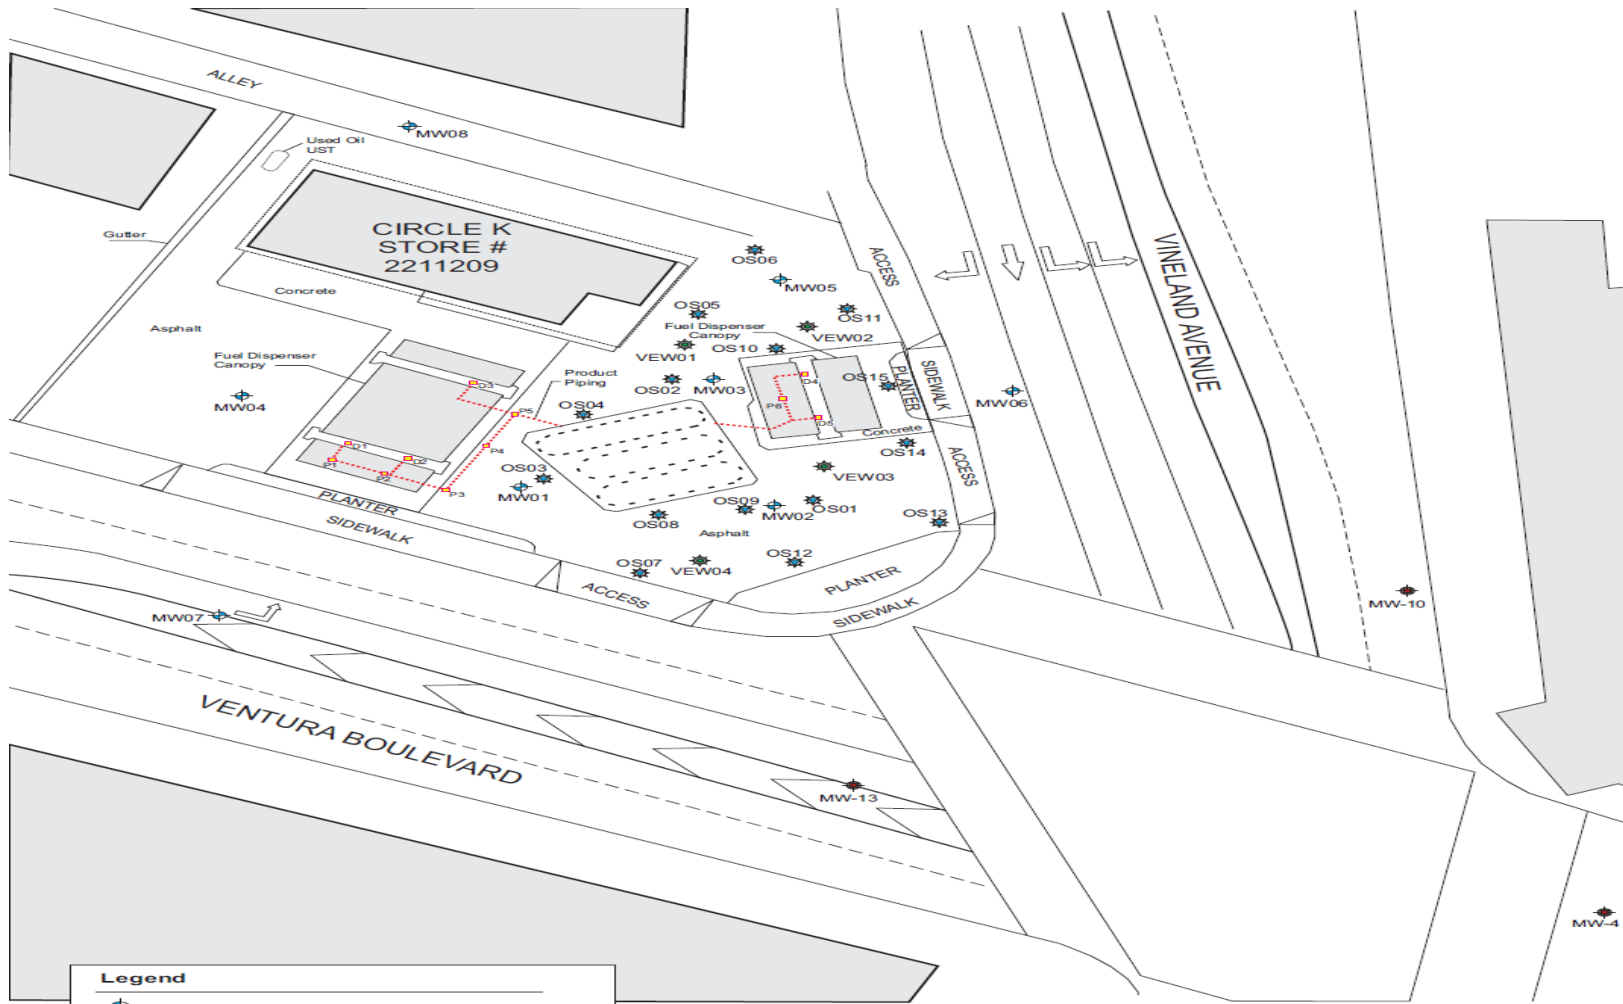 ALLEY
MW08
Used Oil
UST
Gutter
CIRCLE K
STORE #
2211209
Concrete
Asphalt
Fuel Dispenser
Canopy
MW04
OS06
MW05
ACCESS
OS05
OS11
Fuel Dispenser
Canopy
VEW02
VEW01
OS10
VINELAND AVENUE
Product
Piping
OS02
MW03
D4
OS15
SIDEWALK
PLANTER
MW06
D3
P5
OS04
P6
D5
Concrete
P4
D1
D2
P1
P2
P3
OS03
MW01
OS14
ACCESS
VEW03
PLANTER
SIDEWALK
OS08
OS09
MW02
OS01
OS13
Asphalt
OS12
OS07
VEW04
ACCESS
PLANTER
SIDEWALK
MW07
MW-10
VENTURA BOULEVARD
MW-13
MW-4
Legend